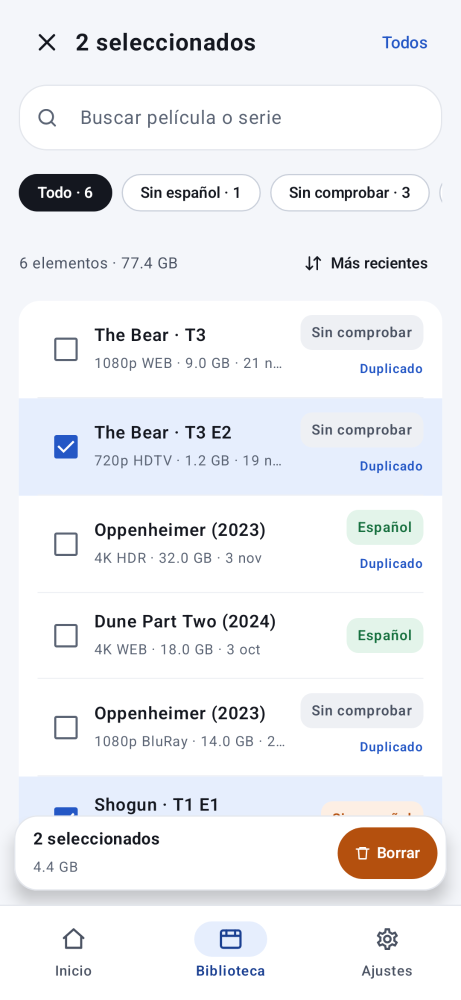 2 seleccionados
Todos
Buscar película o serie
Todo · 6
Sin español · 1
Sin comprobar · 3
6 elementos · 77.4 GB
Más recientes
The Bear · T3
Sin comprobar
1080p WEB · 9.0 GB · 21 n…
Duplicado
The Bear · T3 E2
Sin comprobar
720p HDTV · 1.2 GB · 19 n…
Duplicado
Oppenheimer (2023)
Español
4K HDR · 32.0 GB · 3 nov
Duplicado
Dune Part Two (2024)
4K WEB · 18.0 GB · 3 oct
Español
Oppenheimer (2023)
Sin comprobar
1080p BluRay · 14.0 GB · 2…
Duplicado
Shogun · T1 E1
2 seleccionados
4.4 GB
Borrar
Inicio
Biblioteca
Ajustes